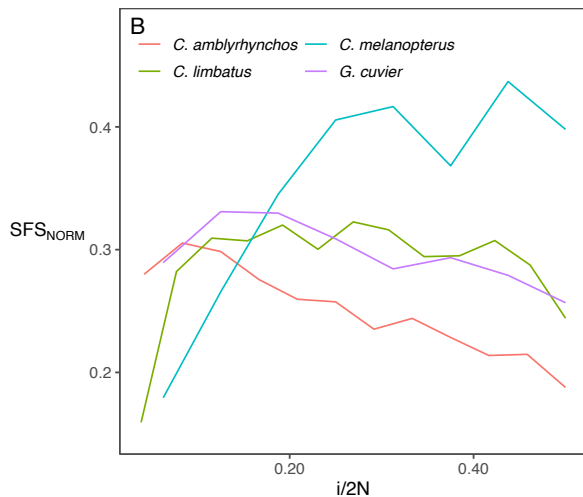 B
C. amblyrhynchos C. melanopterus
C. limbatus G. cuvier
0.4
SFSNORM
0.3
0.2
0.20 0.40
i/2N